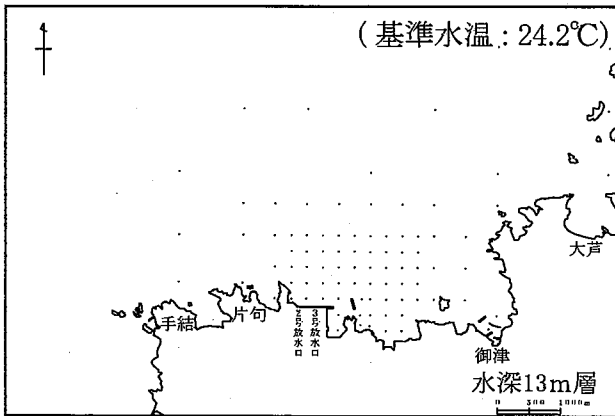 (基準水温:24.2℃)
大芦
手結
片句
2号放水口
3号放水口
御津
水深13m層
0 500 1000m